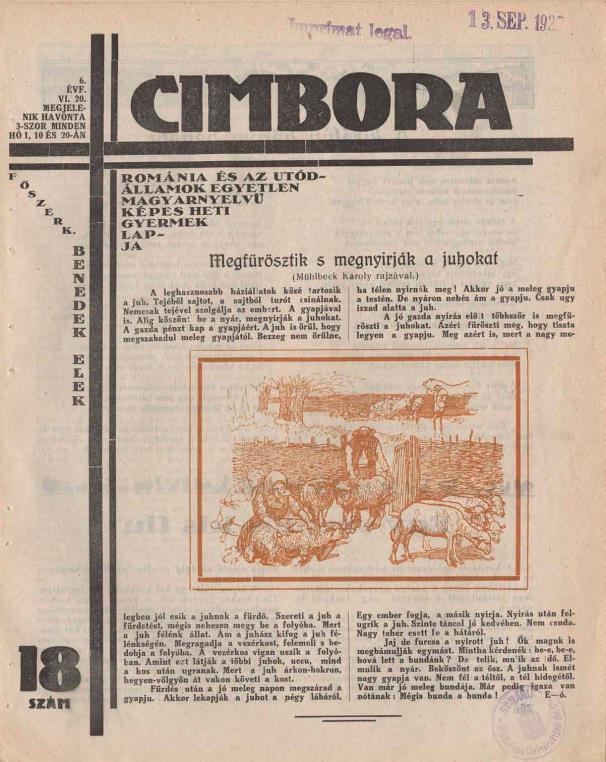 Imprimat legal.
13. SEP. 192
6.
ÉVF.
VI. 20.
MEGJELE-
NIK HAVONTA
3-SZOR MINDEN
HÓ 1, 10 ÉS 20-ÁN
CIMBORA
FŐSZERK.
BENEDEK ELEK
ROMÁNIA ÉS AZ UTÓD-
ÁLLAMOK EGYETLEN
MAGYARNYELVŰ
KÉPES HETI
GYERMEK
LAP-
JA
Megfürösztik s megnyirják a juhokat
(Mühlbeck Károly rajzával.)
A leghasznosabb háziállatok közé tartozik
a juh. Tejéből sajtot, a sajtból turót csinálnak.
Nemcsak tejével szolgálja az embert. A gyapjával
is. Alig köszönt be a nyár, megnyirják a juhokat.
A gazda pénzt kap a gyapjáért. A juh is örül, hogy
megszabadul meleg gyapjától. Bezzeg nem örülne,
ha télen nyirnák meg! Akkor jó a meleg gyapju
a testén. De nyáron nehéz ám a gyapju. Csak ugy
izzad alatta a juh.
A jó gazda nyirás előtt többször is megfü-
röszti a juhokat. Azért füröszti meg, hogy tiszta
legyen a gyapju. Meg azért is, mert a nagy me-
legben jól esik a juhnak a fürdő. Szereti a juh a
fürdetést, mégis nehezen megy be a folyóba. Mert
a juh félénk állat. Ám a juhász kifog a juh fé-
lénkségén. Megragadja a vezérkost, felemeli s be-
dobja a folyóba. A vezérkos vigan uszik a folyó-
ban. Amint ezt látják a többi juhok, uccu, mind
a kos után ugranak. Mert a juh árkon-bokron,
hegyen-völgyön át vakon követi a kost.
Fürdés után a jó meleg napon megszárad a
gyapju. Akkor lekapják a juhot a négy lábáról.
Egy ember fogja, a másik nyirja. Nyirás után fel-
ugrik a juh. Szinte táncol jó kedvében. Nem csuda.
Nagy teher esett le a hátáról.
Jaj de furcsa a nyirott juh! Ők maguk is
megbámulják egymást. Mintha kérdenék: be-e, be-e,
hová lett a bundánk? De telik, mulik az idő. El-
mulik a nyár. Beköszönt az ősz. A juhnak ismét
nagy gyapja van. Nem fél a téltől, a tél hidegétől.
Van már jó meleg bundája. Már pedig igaza van
nótának: Mégis bunda a bunda! E—ó.
18
SZÁM